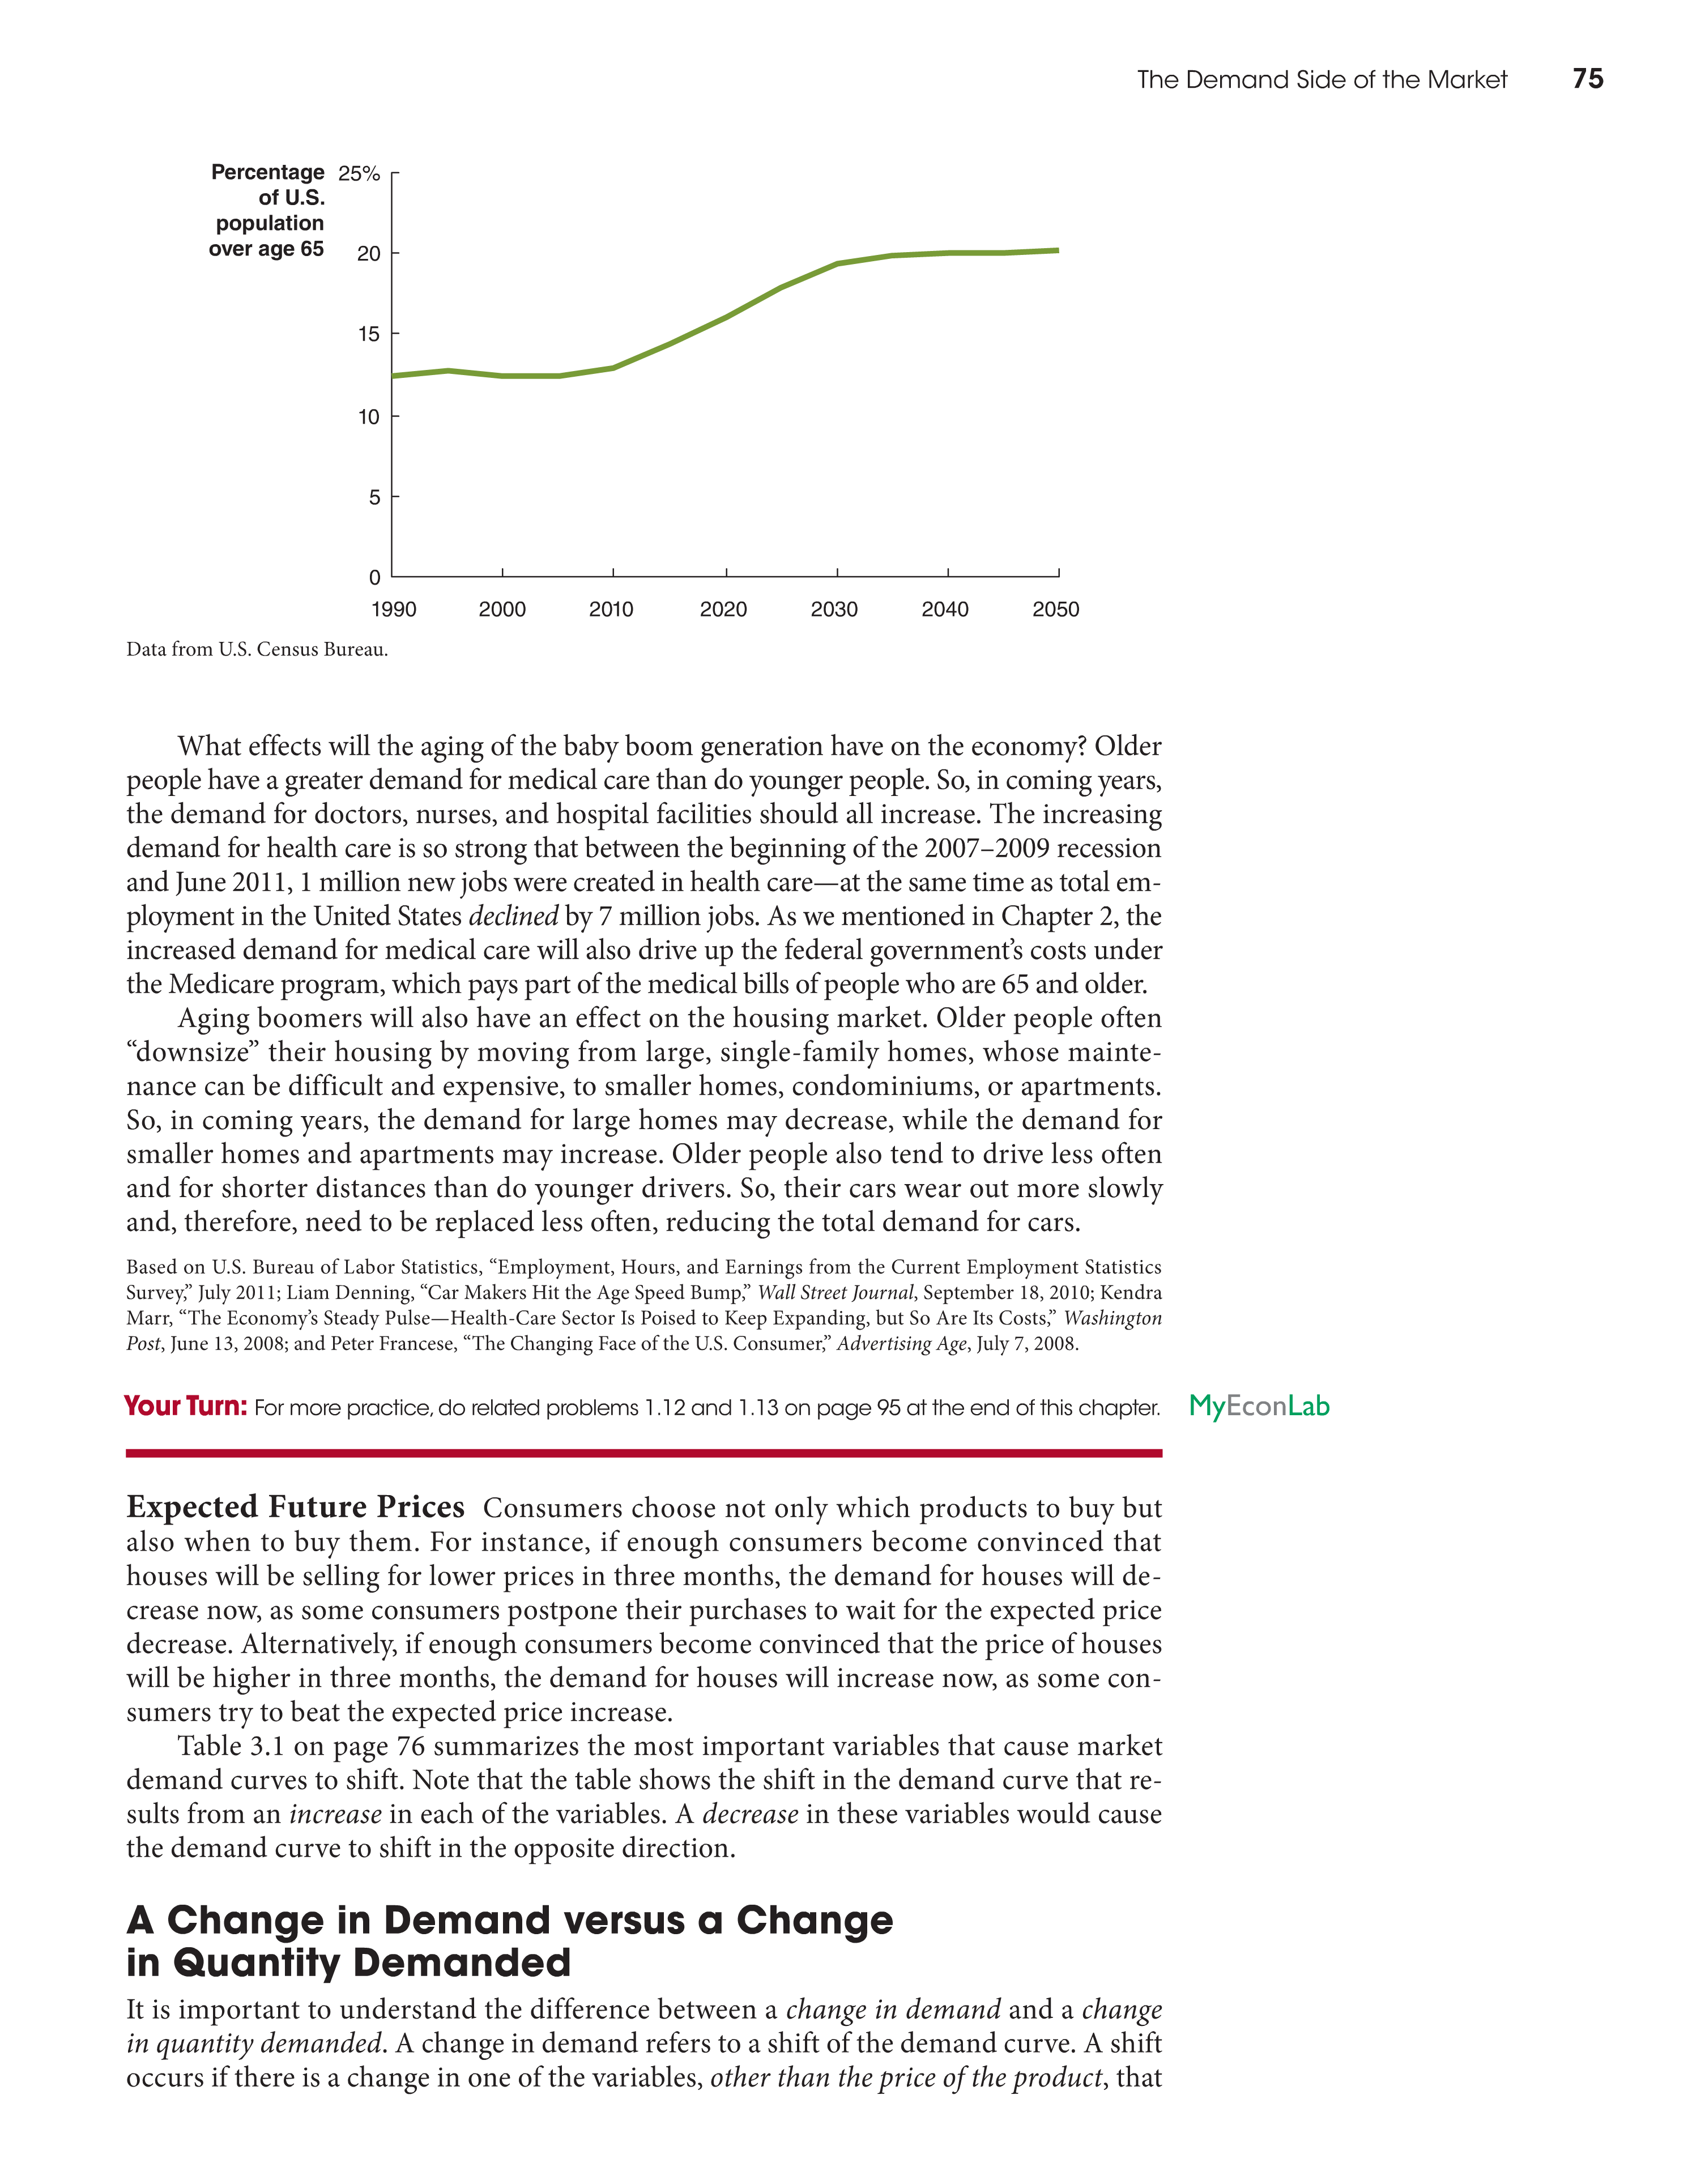 The Demand Side of the Market 75
Percentage 25%
of U.S.
population
over age 65 20
15
10
5
0
1990 2000 2010 2020 2030 2040 2050
Data from U.S. Census Bureau.
What effects will the aging of the baby boom generation have on the economy? Older
people have a greater demand for medical care than do younger people. So, in coming years,
the demand for doctors, nurses, and hospital facilities should all increase. The increasing
demand for health care is so strong that between the beginning of the 2007–2009 recession
and June 2011, 1 million new jobs were created in health care—at the same time as total em-
ployment in the United States declined by 7 million jobs. As we mentioned in Chapter 2, the
increased demand for medical care will also drive up the federal government's costs under
the Medicare program, which pays part of the medical bills of people who are 65 and older.
Aging boomers will also have an effect on the housing market. Older people often
“downsize” their housing by moving from large, single-family homes, whose mainte-
nance can be difficult and expensive, to smaller homes, condominiums, or apartments.
So, in coming years, the demand for large homes may decrease, while the demand for
smaller homes and apartments may increase. Older people also tend to drive less often
and for shorter distances than do younger drivers. So, their cars wear out more slowly
and, therefore, need to be replaced less often, reducing the total demand for cars.
Based on U.S. Bureau of Labor Statistics, “Employment, Hours, and Earnings from the Current Employment Statistics
Survey,” July 2011; Liam Denning, “Car Makers Hit the Age Speed Bump,” Wall Street Journal, September 18, 2010; Kendra
Marr, “The Economy’s Steady Pulse—Health-Care Sector Is Poised to Keep Expanding, but So Are Its Costs,” Washington
Post, June 13, 2008; and Peter Francese, “The Changing Face of the U.S. Consumer,” Advertising Age, July 7, 2008.
Your Turn: For more practice, do related problems 1.12 and 1.13 on page 95 at the end of this chapter. MyEconLab
Expected Future Prices Consumers choose not only which products to buy but
also when to buy them. For instance, if enough consumers become convinced that
houses will be selling for lower prices in three months, the demand for houses will de-
crease now, as some consumers postpone their purchases to wait for the expected price
decrease. Alternatively, if enough consumers become convinced that the price of houses
will be higher in three months, the demand for houses will increase now, as some con-
sumers try to beat the expected price increase.
Table 3.1 on page 76 summarizes the most important variables that cause market
demand curves to shift. Note that the table shows the shift in the demand curve that re-
sults from an increase in each of the variables. A decrease in these variables would cause
the demand curve to shift in the opposite direction.
A Change in Demand versus a Change
in Quantity Demanded
It is important to understand the difference between a change in demand and a change
in quantity demanded. A change in demand refers to a shift of the demand curve. A shift
occurs if there is a change in one of the variables, other than the price of the product, that